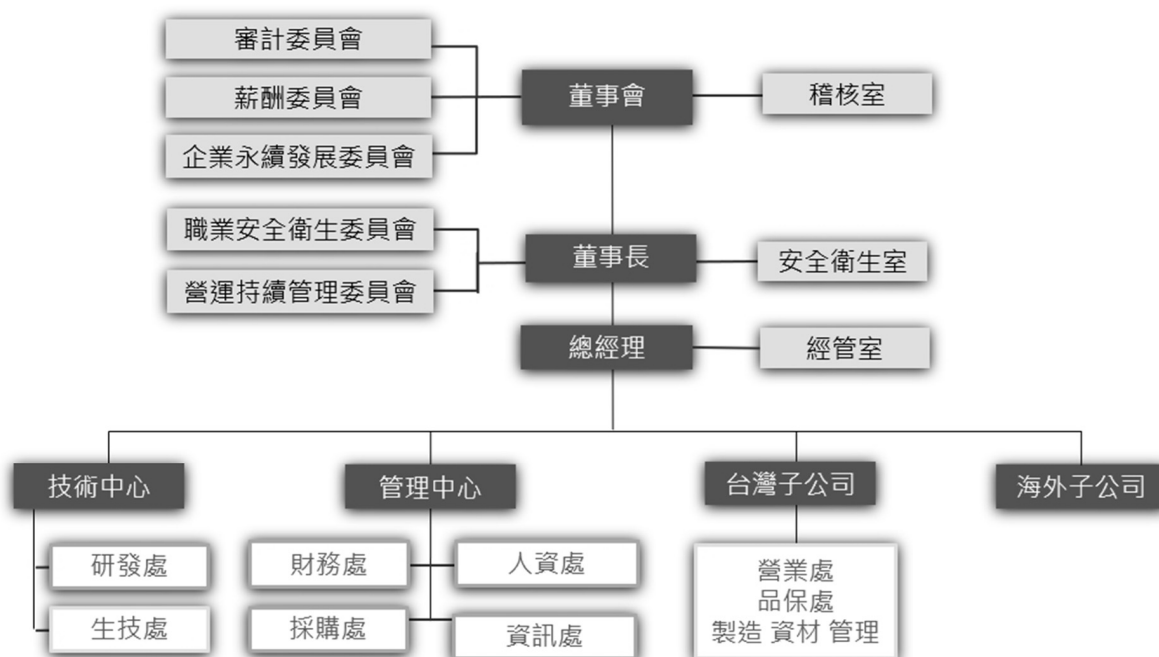 審計委員會
薪酬委員會
企業永續發展委員會
董事會
稽核室
職業安全衛生委員會
營運持續管理委員會
董事長
安全衛生室
總經理
經管室
技術中心
管理中心
台灣子公司
海外子公司
研發處
生技處
財務處
人資處
採購處
資訊處
營業處
品保處
製造 資材 管理